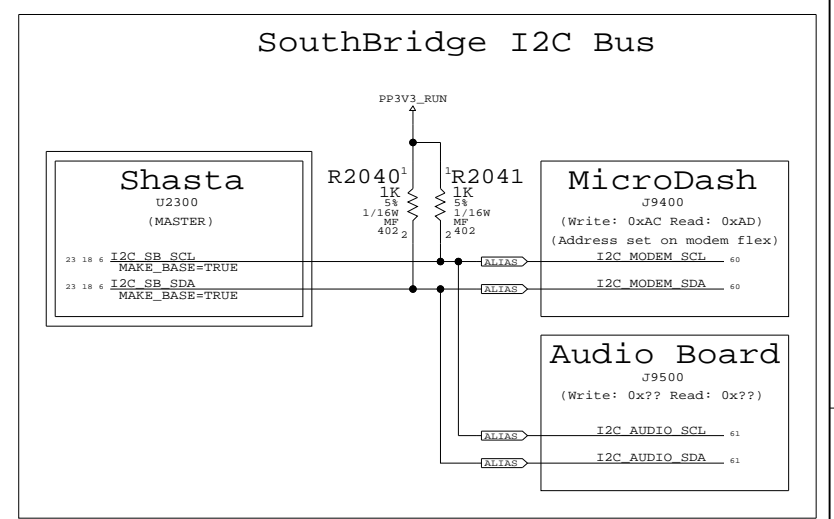 SouthBridge I2C Bus
PP3V3_RUN
Shasta
U2300
(MASTER)
23 18 6 I2C_SB_SCL
MAKE_BASE=TRUE
23 18 6 I2C_SB_SDA
MAKE_BASE=TRUE
R2040 1
1K
5%
1/16W
MF
402 2
1 R2041
1K
5%
1/16W
MF
2 402
MicroDash
J9400
(Write: 0xAC Read: 0xAD)
(Address set on modem flex)
ALIAS I2C_MODEM_SCL 60
ALIAS I2C_MODEM_SDA 60
Audio Board
J9500
(Write: 0x?? Read: 0x??)
ALIAS I2C_AUDIO_SCL 61
ALIAS I2C_AUDIO_SDA 61